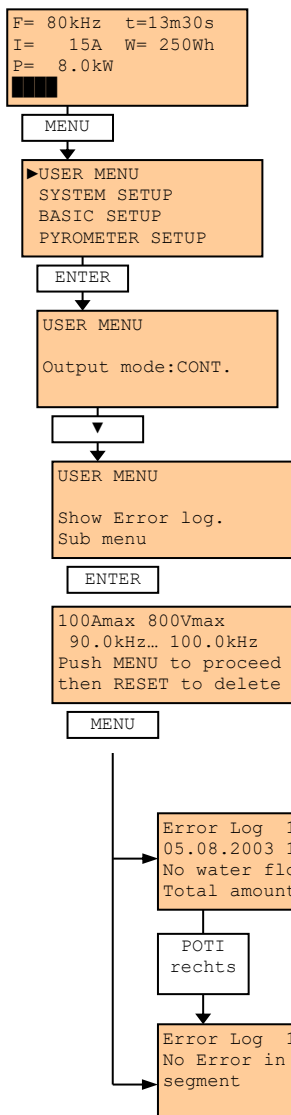 F= 80kHz t=13m30s
I= 15A W= 250Wh
P= 8.0kW
MENU
►USER MENU
SYSTEM SETUP
BASIC SETUP
PYROMETER SETUP
ENTER
USER MENU
Output mode:CONT.
▼
USER MENU
Show Error log.
Sub menu
ENTER
100Amax 800Vmax
90.0kHz… 100.0kHz
Push MENU to proceed
then RESET to delete
MENU
Error Log
05.08.2003
No water
Total amount
POTI
rechts
Error Log
No Error in
segment